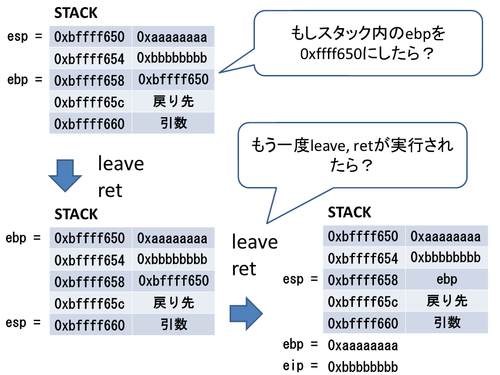 STACK
esp = 0xbffff650 0xaaaaaaaa
0xbffff654 0xbbbbbbbb
ebp = 0xbffff658 0xbffff650
0xbffff65c 戻り先
0xbffff660 引数
もしスタック内のebpを
0xffff650にしたら？
leave
ret
もう一度leave, retが実行され
たら？
STACK
ebp = 0xbffff650 0xaaaaaaaa
0xbffff654 0xbbbbbbbb
0xbffff658 0xbffff650
0xbffff65c 戻り先
esp = 0xbffff660 引数
leave
ret
STACK
0xbffff650 0xaaaaaaaa
0xbffff654 0xbbbbbbbb
esp = 0xbffff658 ebp
0xbffff65c 戻り先
0xbffff660 引数
ebp = 0xaaaaaaaa
eip = 0xbbbbbbbb